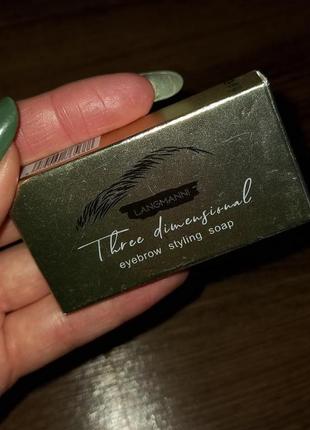 LANGMANNI
Three dimensional
eyebrow styling soap